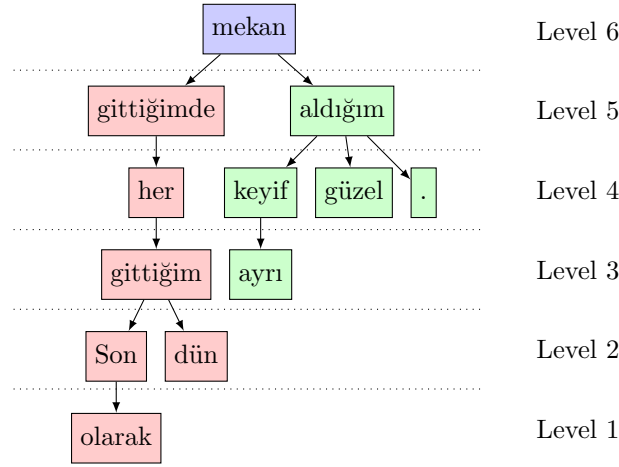 mekan Level 6
gittiğimde aldığım Level 5
her keyif güzel . Level 4
gittiğim ayrı Level 3
Son dün Level 2
olarak Level 1